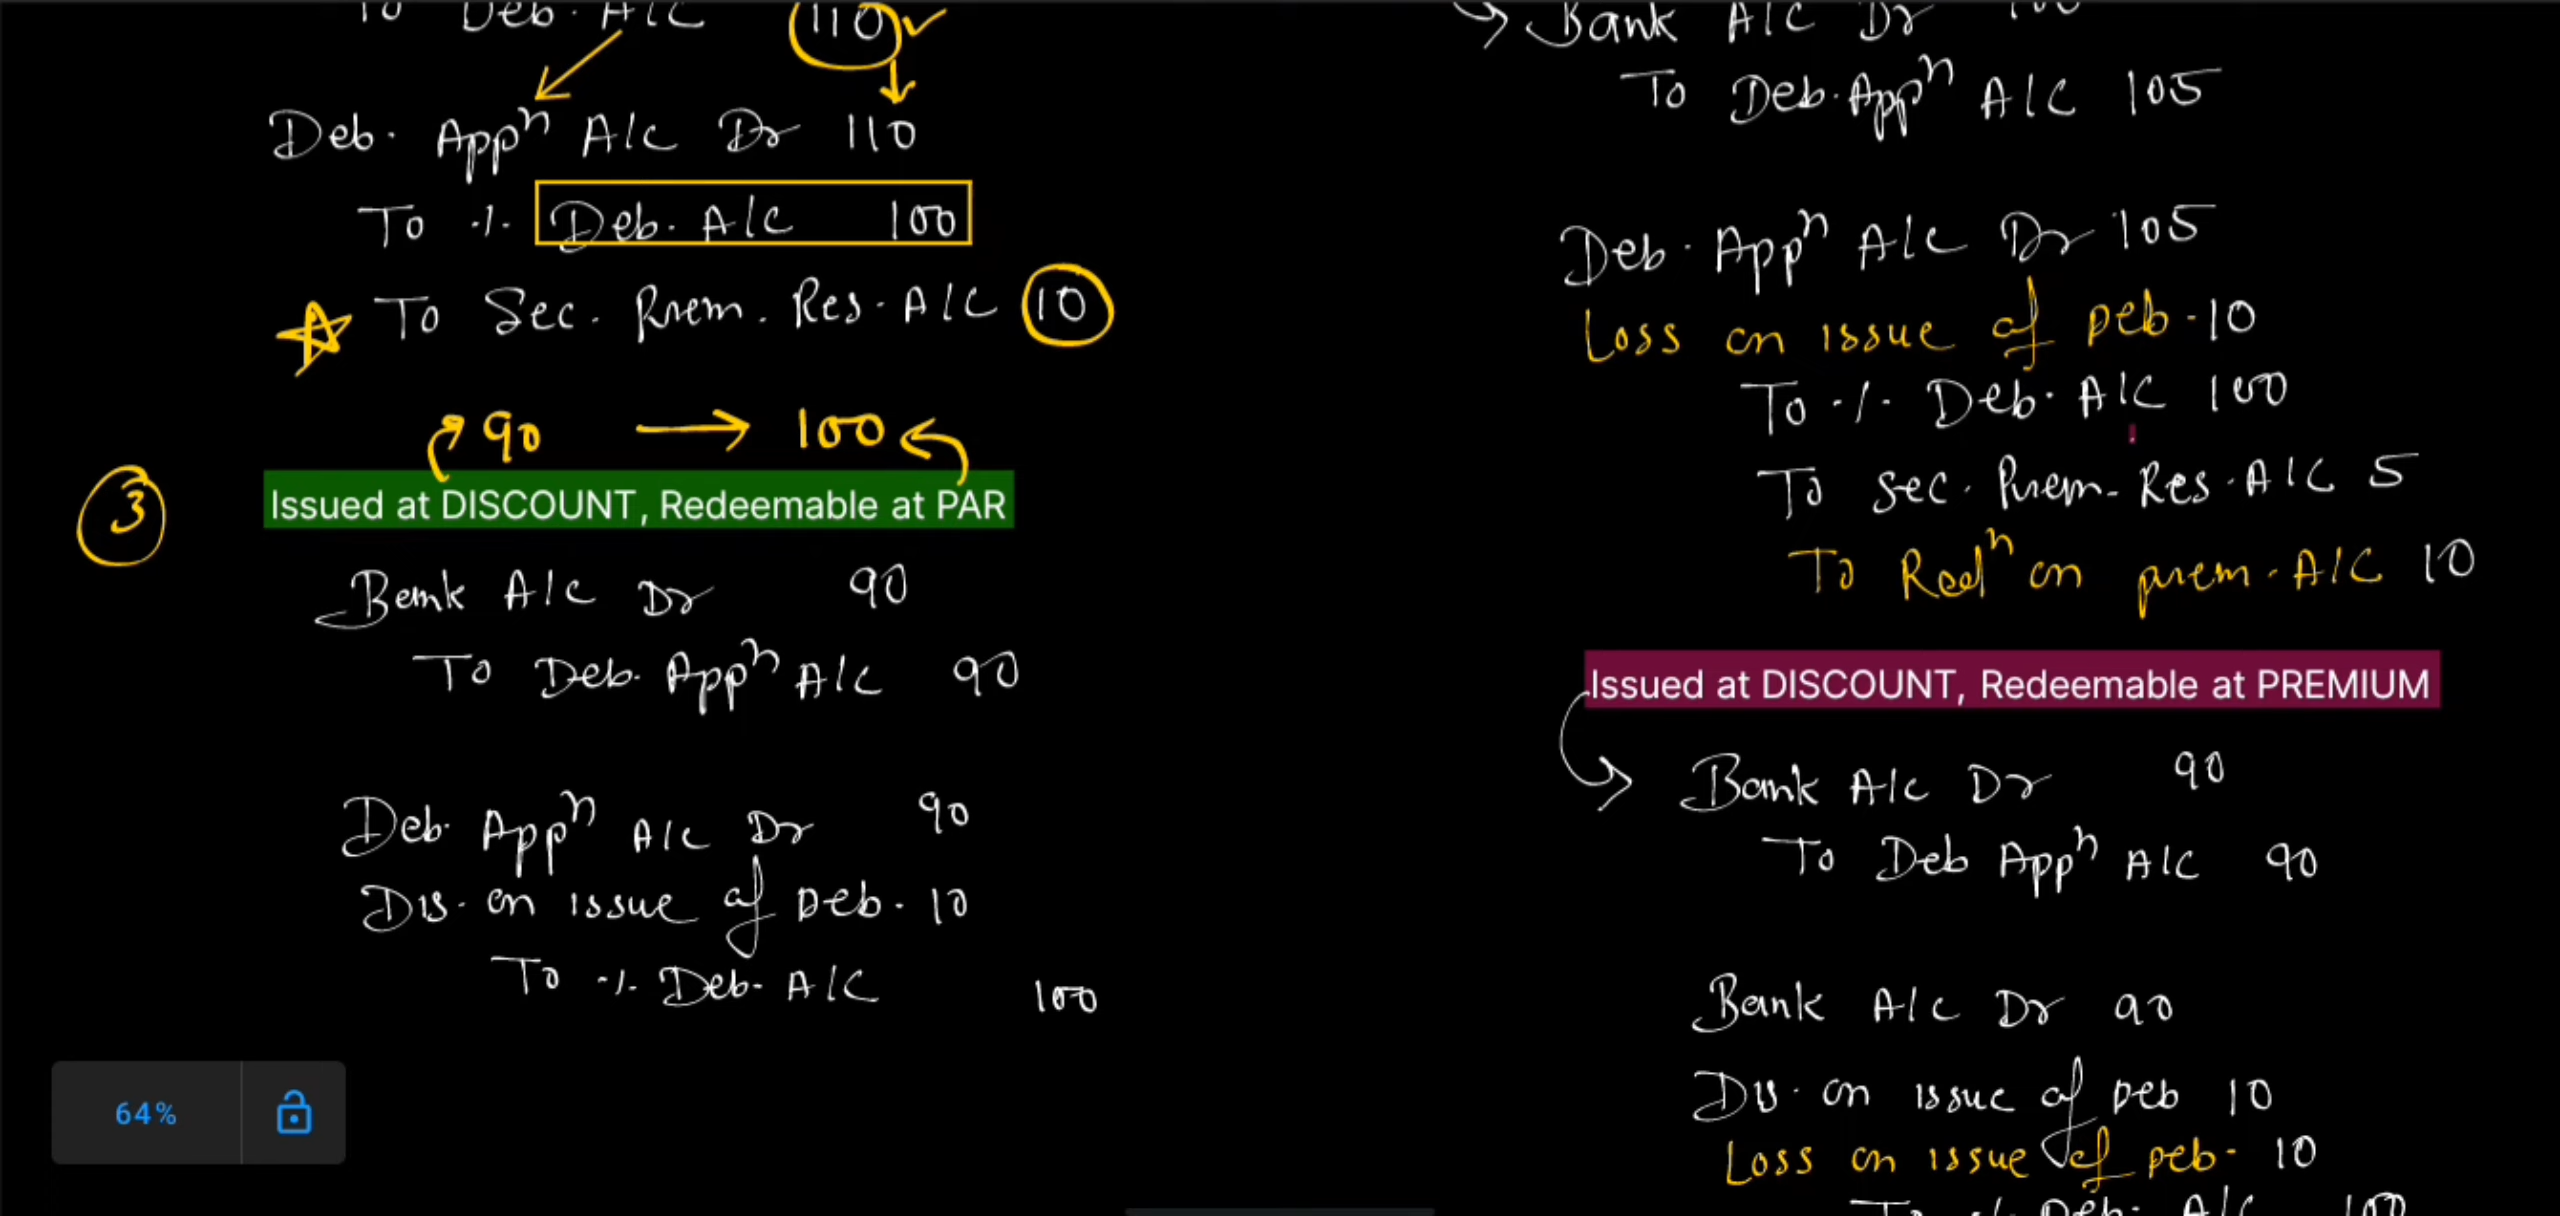 To Deb. A/C 110
Deb. Appⁿ A/C Dr 110
To ·/. Deb. A/C 100
To Sec. Prem. Res. A/C 10
90 → 100
3
Issued at DISCOUNT, Redeemable at PAR
Bank A/C Dr 90
To Deb. Appⁿ A/C 90
Deb. Appⁿ A/C Dr 90
Dis. on issue of Deb. 10
To ·/. Deb. A/C 100
64%
Bank A/C Dr
To Deb. Appⁿ A/C 105
Deb. Appⁿ A/C Dr 105
Loss on issue of Deb. 10
To ·/. Deb. A/C 100
To Sec. Prem. Res. A/C 5
To Redⁿ on prem. A/C 10
Issued at DISCOUNT, Redeemable at PREMIUM
Bank A/C Dr 90
To Deb Appⁿ A/C 90
Bank A/C Dr 90
Dis. on issue of Deb 10
Loss on issue of Deb. 10
To ·/. Deb. A/C 100